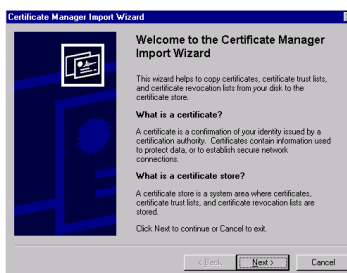 Certificate Manager Import Wizard
Welcome to the Certificate Manager
Import Wizard
This wizard helps to copy certificates, certificate trust lists,
and certificate revocation lists from your disk to the
certificate store.
What is a certificate?
A certificate is a confirmation of your identity issued by a
certification authority. Certificates contain information used
to protect data, or to establish secure network
connections.
What is a certificate store?
A certificate store is a system area where certificates,
certificate trust lists, and certificate revocation lists are
stored.
Click Next to continue or Cancel to exit.
< Back
Next >
Cancel